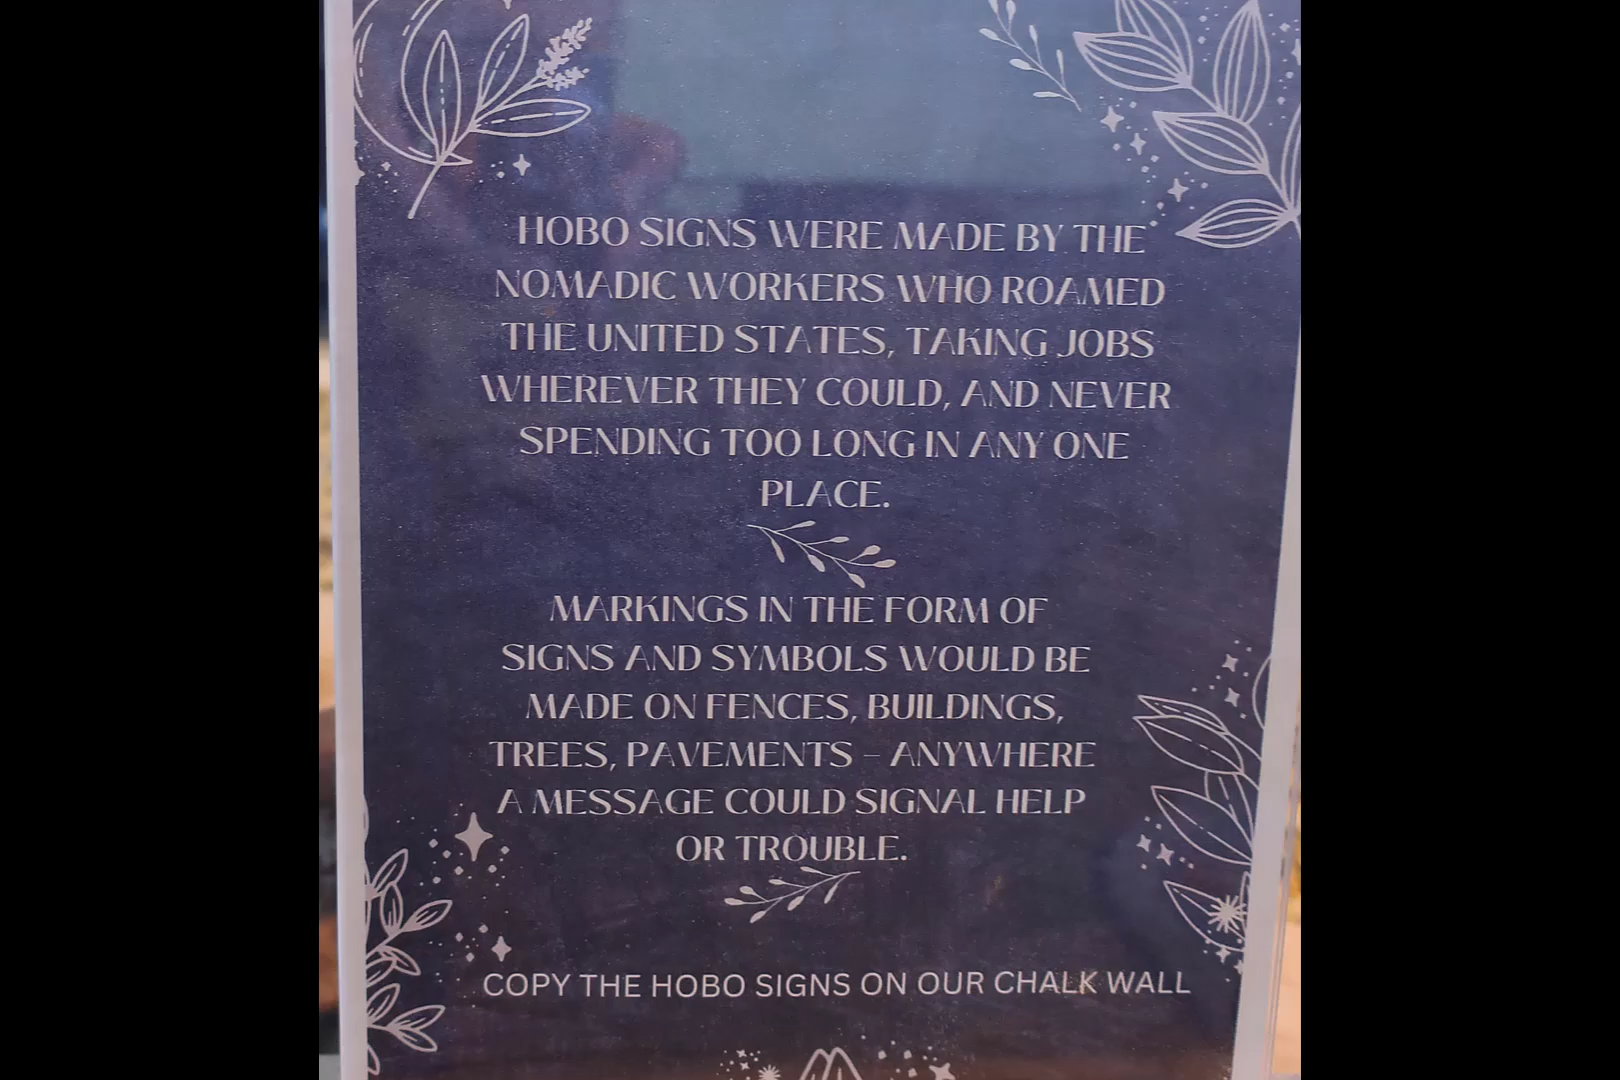 HOBO SIGNS WERE MADE BY THE
NOMADIC WORKERS WHO ROAMED
THE UNITED STATES, TAKING JOBS
WHEREVER THEY COULD, AND NEVER
SPENDING TOO LONG IN ANY ONE
PLACE.
MARKINGS IN THE FORM OF
SIGNS AND SYMBOLS WOULD BE
MADE ON FENCES, BUILDINGS,
TREES, PAVEMENTS – ANYWHERE
A MESSAGE COULD SIGNAL HELP
OR TROUBLE.
COPY THE HOBO SIGNS ON OUR CHALK WALL